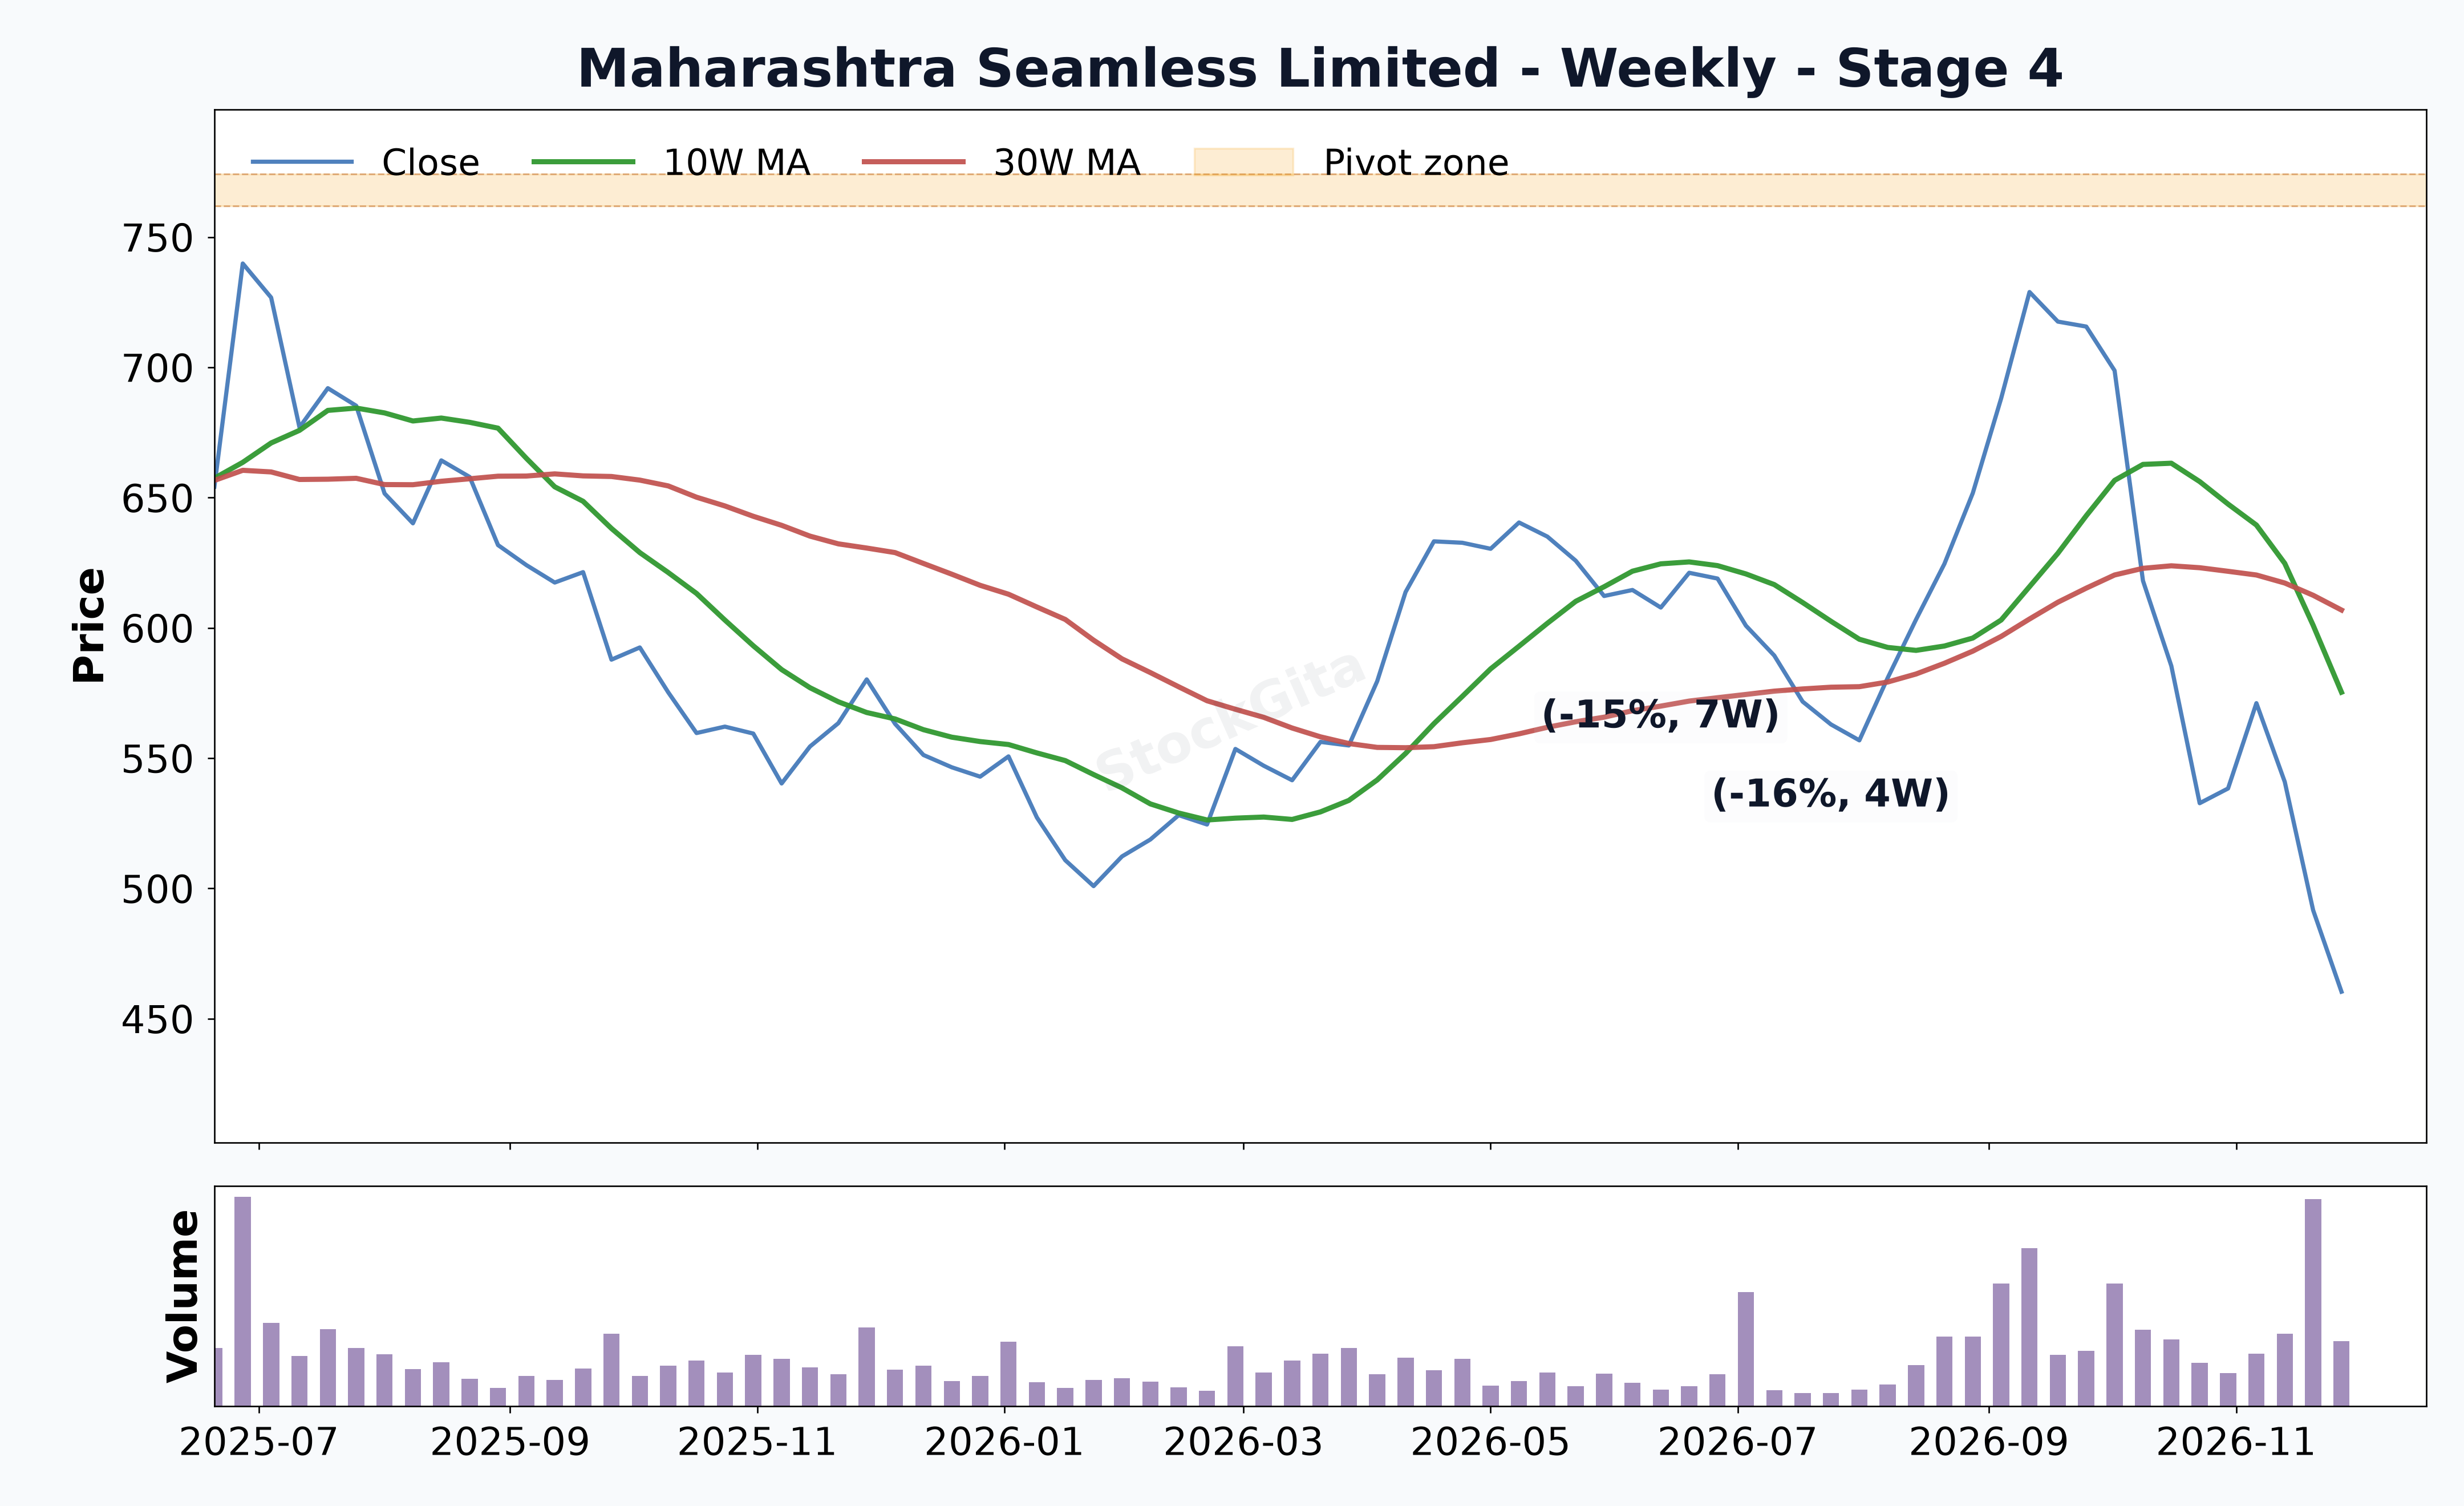 Maharashtra Seamless Limited - Weekly - Stage 4
Close 10W MA 30W MA Pivot zone
750
700
650
600
550
500
450
Price
StockGita
(-15%, 7W)
(-16%, 4W)
Volume
2025-07 2025-09 2025-11 2026-01 2026-03 2026-05 2026-07 2026-09 2026-11